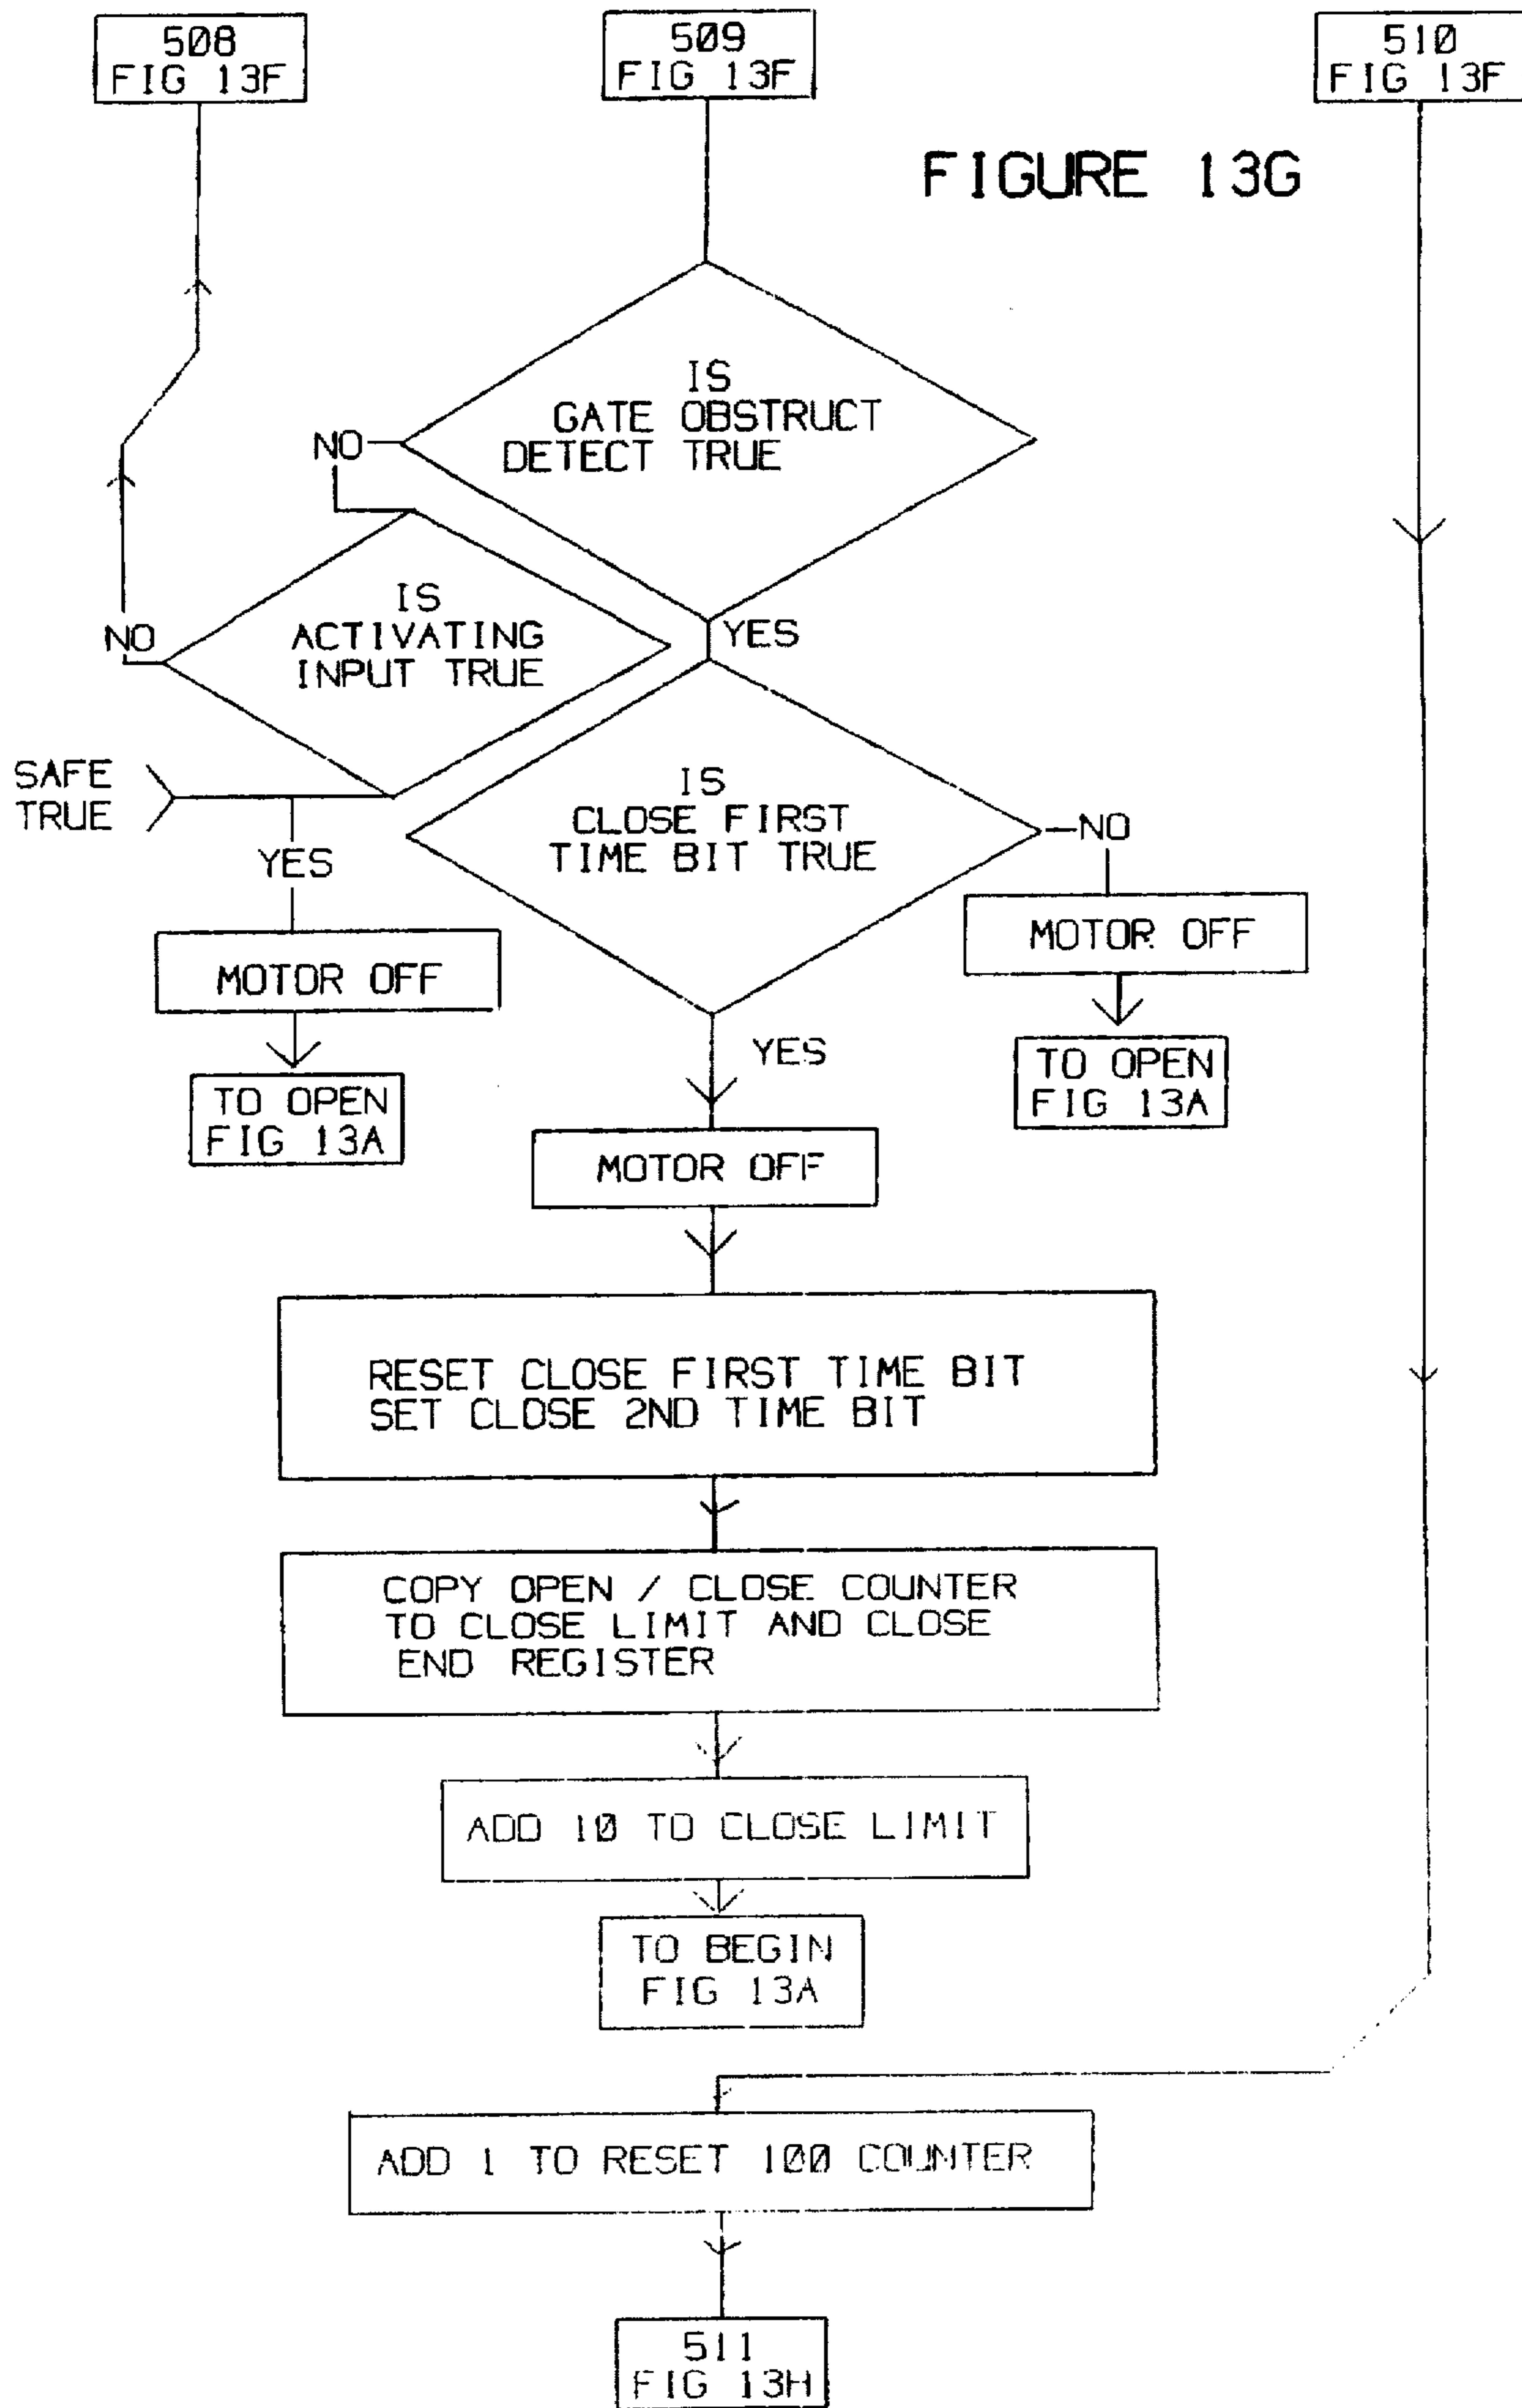 508
FIG 13F
509
FIG 13F
510
FIG 13F
FIGURE 13G
IS
GATE OBSTRUCT
DETECT TRUE
NO
IS
ACTIVATING
INPUT TRUE
NO
YES
SAFE
TRUE
IS
CLOSE FIRST
TIME BIT TRUE
NO
YES
MOTOR OFF
MOTOR OFF
TO OPEN
FIG 13A
YES
TO OPEN
FIG 13A
MOTOR OFF
RESET CLOSE FIRST TIME BIT
SET CLOSE 2ND TIME BIT
COPY OPEN / CLOSE COUNTER
TO CLOSE LIMIT AND CLOSE
END REGISTER
ADD 10 TO CLOSE LIMIT
TO BEGIN
FIG 13A
ADD 1 TO RESET 100 COUNTER
511
FIG 13H